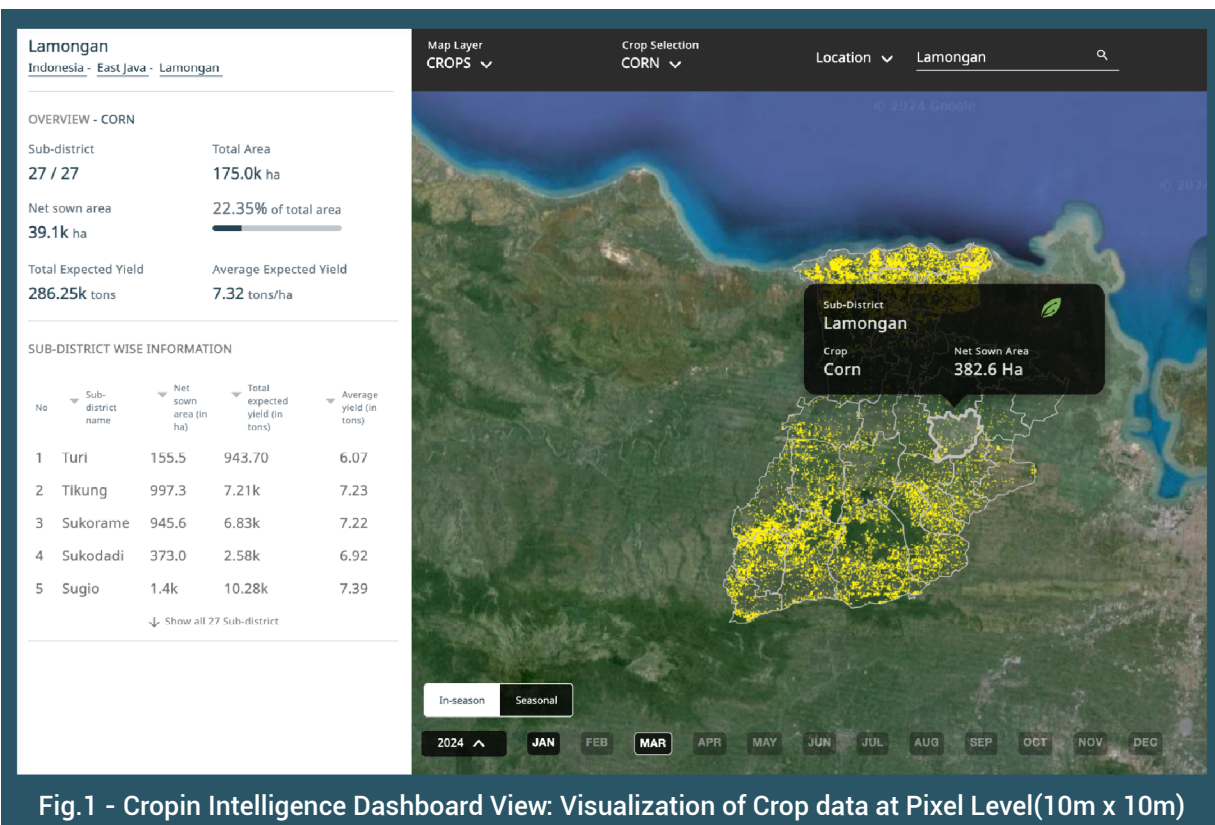 Lamongan
Indonesia - East Java - Lamongan
OVERVIEW - CORN
Sub-district
Total Area
27 / 27
175.0k ha
Net sown area
22.35% of total area
39.1k ha
Total Expected Yield
Average Expected Yield
286.25k tons
7.32 tons/ha
SUB-DISTRICT WISE INFORMATION
No
Sub-
district
name
Net
sown
area (in
ha)
Total
expected
yield (in
tons)
Average
yield (in
tons)
1 Turi 155.5 943.70 6.07
2 Tikung 997.3 7.21k 7.23
3 Sukorame 945.6 6.83k 7.22
4 Sukodadi 373.0 2.58k 6.92
5 Sugio 1.4k 10.28k 7.39
Show all 27 Sub-district
Map Layer
CROPS
Crop Selection
CORN
Location
Lamongan
© 2024 Google
© 202
Sub-District
Lamongan
Crop
Corn
Net Sown Area
382.6 Ha
In-season Seasonal
2024 JAN FEB MAR APR MAY JUN JUL AUG SEP OCT NOV DEC
Fig.1 - Cropin Intelligence Dashboard View: Visualization of Crop data at Pixel Level(10m x 10m)